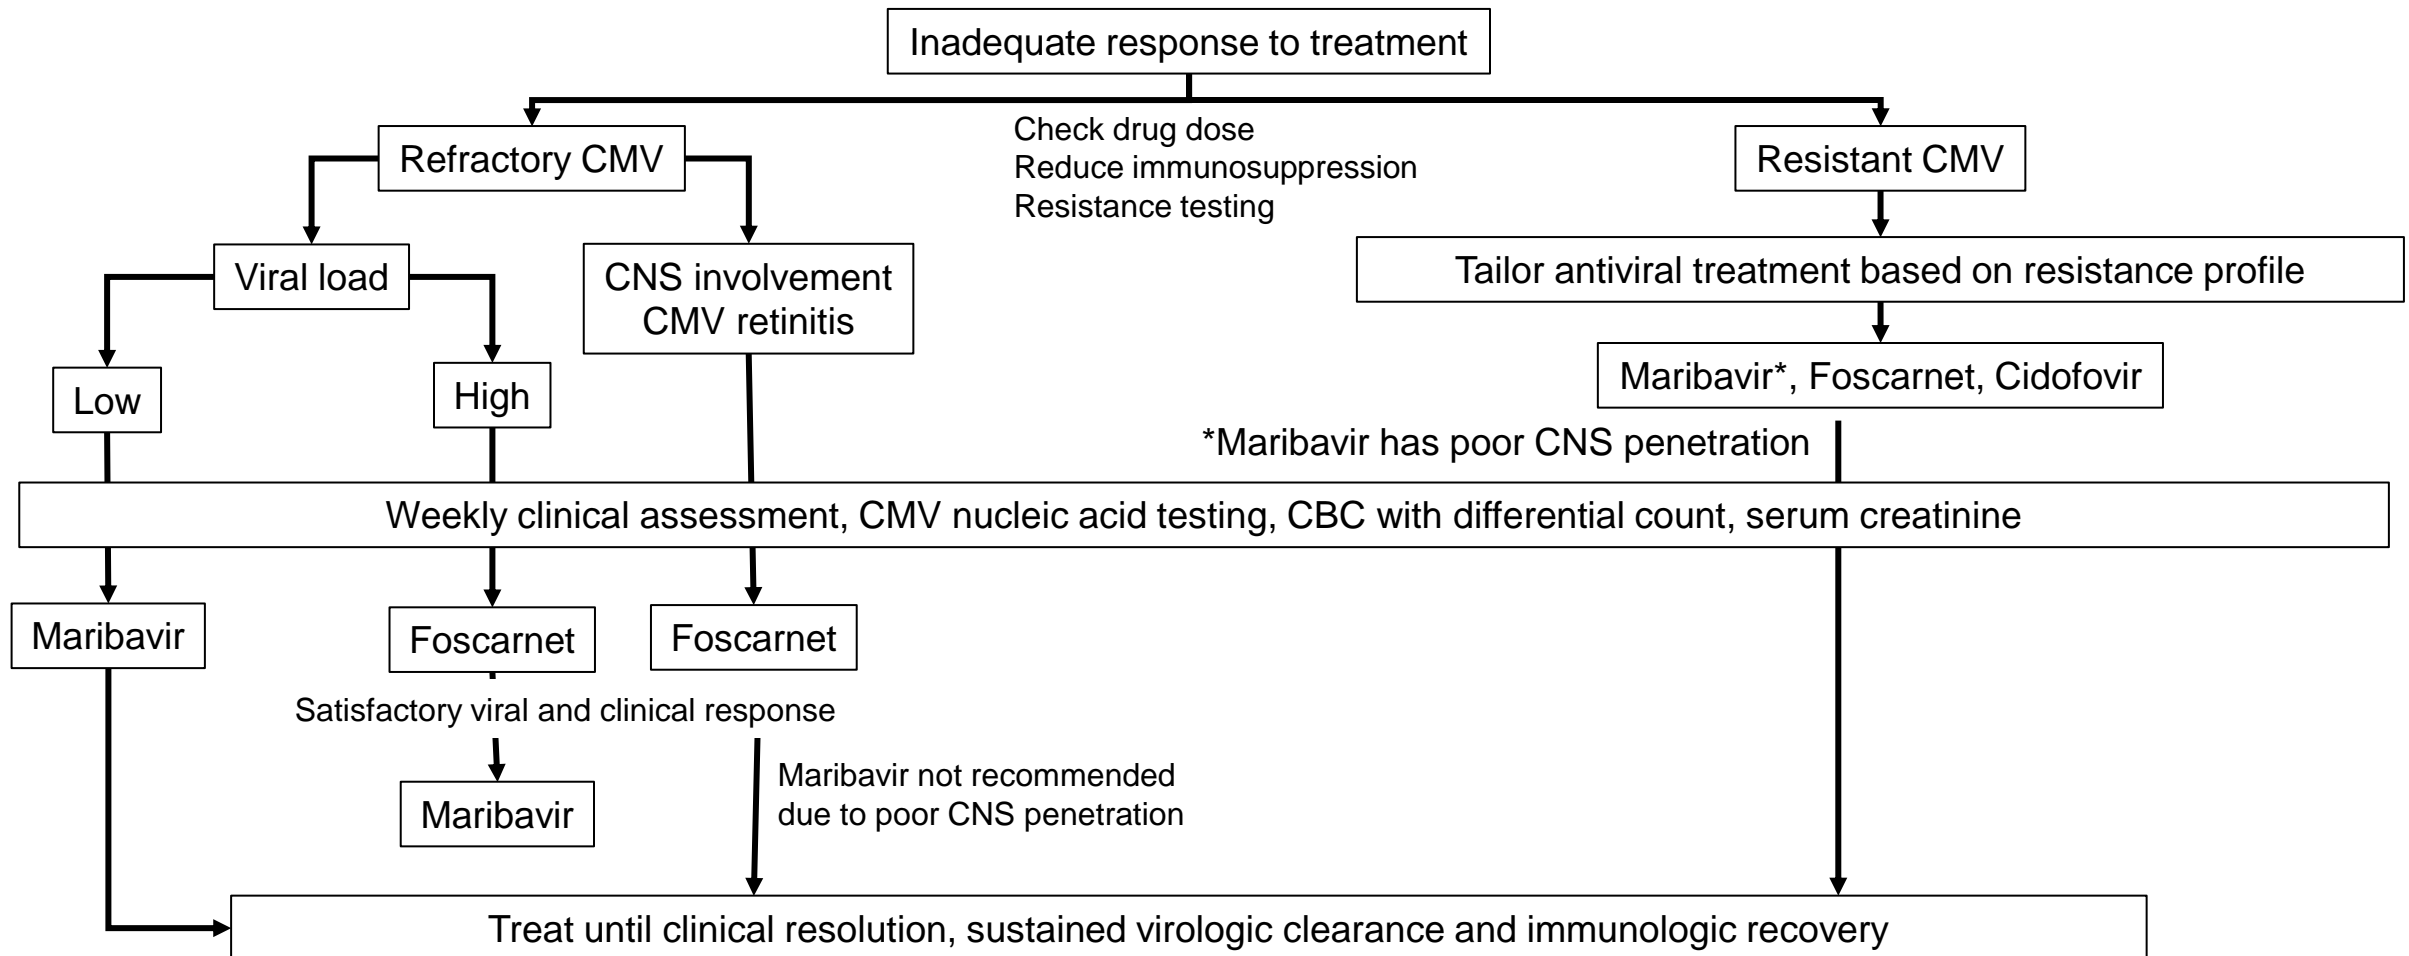 Inadequate response to treatment
Check drug dose
Reduce immunosuppression
Resistance testing
Refractory CMV
Resistant CMV
Viral load
CNS involvement
CMV retinitis
Tailor antiviral treatment based on resistance profile
Low
High
Maribavir*, Foscarnet, Cidofovir
*Maribavir has poor CNS penetration
Weekly clinical assessment, CMV nucleic acid testing, CBC with differential count, serum creatinine
Maribavir
Foscarnet
Foscarnet
Satisfactory viral and clinical response
Maribavir
Maribavir not recommended
due to poor CNS penetration
Treat until clinical resolution, sustained virologic clearance and immunologic recovery